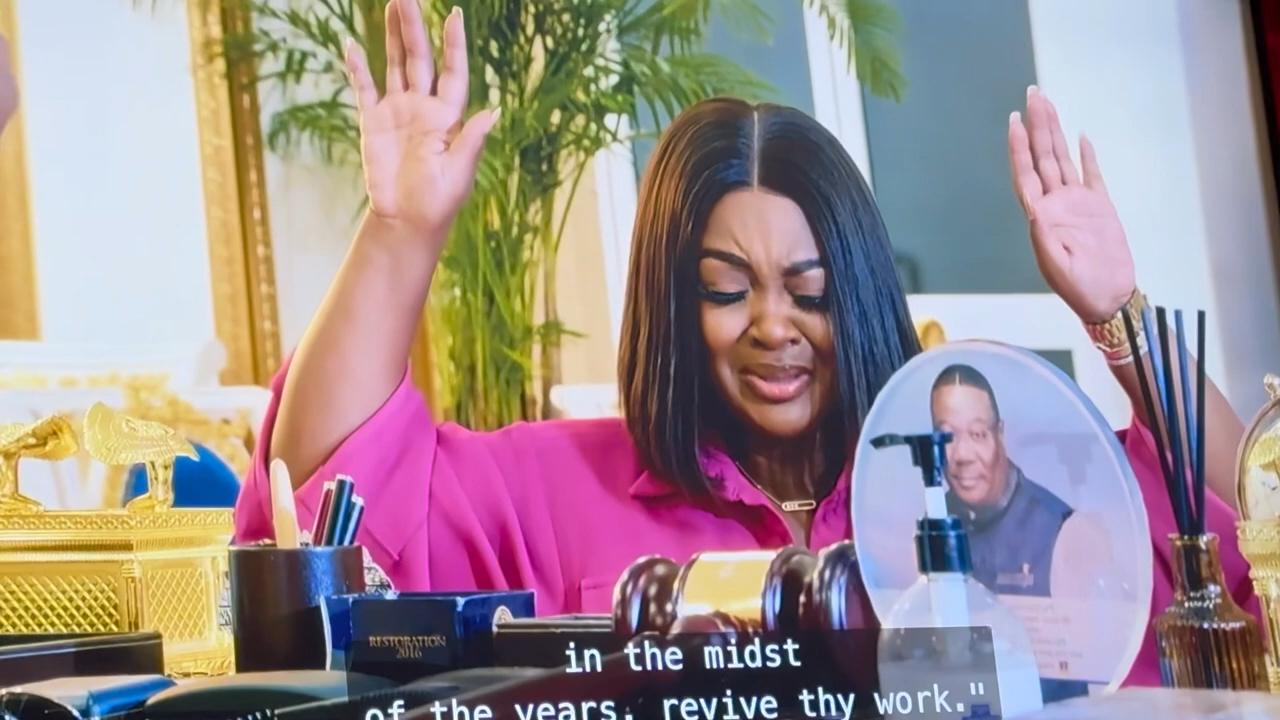 RESTORATION
2016
in the midst
of the years, revive thy work."